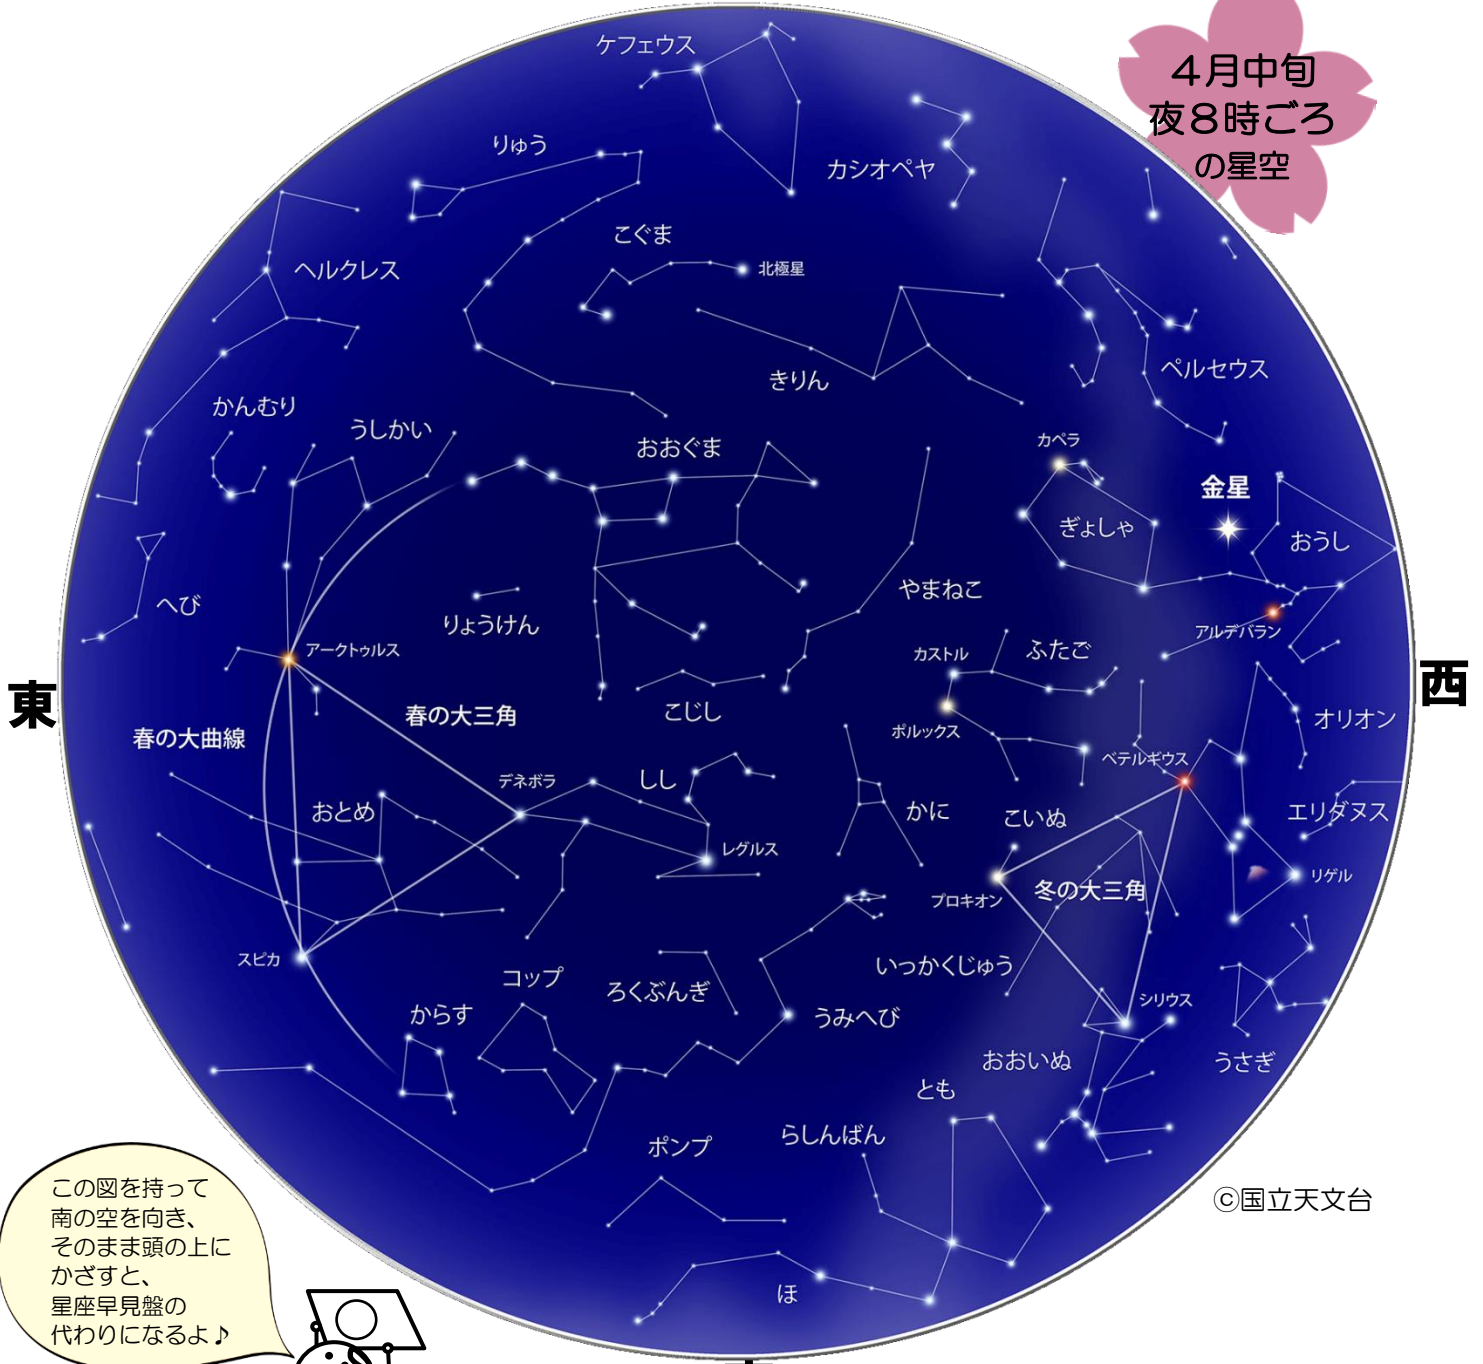 4月中旬
夜8時ごろ
の星空
ケフェウス
りゅう
カシオペヤ
こぐま
北極星
ヘルクレス
きりん
ペルセウス
かんむり
うしかい
おおぐま
カペラ
金星
ぎょしゃ
おうし
へび
りょうけん
やまねこ
アルデバラン
アークトゥルス
カストル
ふたご
東
西
春の大三角
こじし
ポルックス
オリオン
春の大曲線
ベテルギウス
デネボラ
しし
おとめ
かに
こいぬ
エリダヌス
レグルス
リゲル
プロキオン
冬の大三角
スピカ
コップ
ろくぶんぎ
いっかくじゅう
シリウス
からす
うみへび
おおいぬ
うさぎ
とも
ポンプ
らしんばん
ほ
©国立天文台
この図を持って
南の空を向き、
そのまま頭の上に
かざすと、
星座早見盤の
代わりになるよ♪